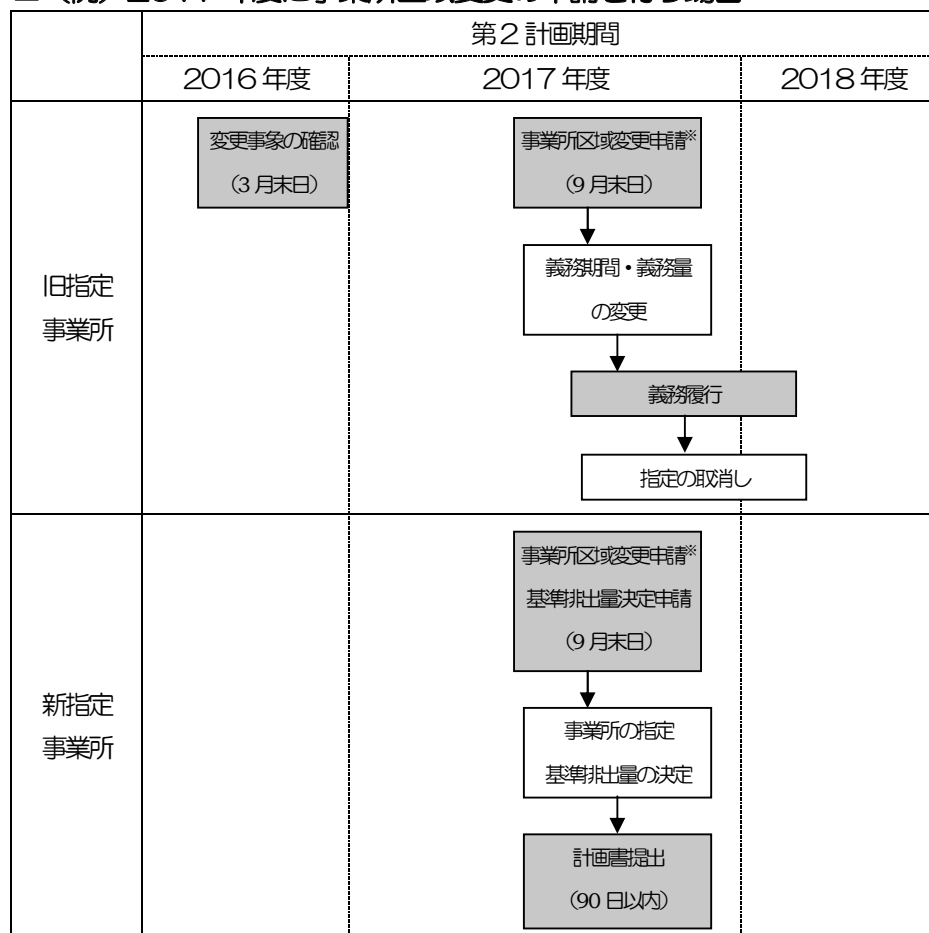 第2計画期間
2016年度
2017年度
2018年度
旧指定
事業所
変更事象の確認
（3月末日）
事業所区域変更申請※
（9月末日）
義務期間・義務量
の変更
義務履行
指定の取消し
新指定
事業所
事業所区域変更申請※
基準排出量決定申請
（9月末日）
事業所の指定
基準排出量の決定
計画書提出
（90日以内）